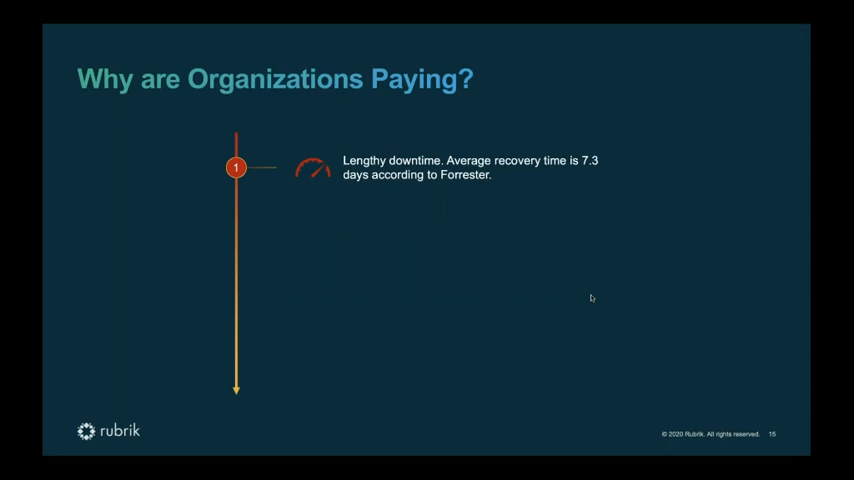 Why are Organizations Paying?
1
Lengthy downtime. Average recovery time is 7.3
days according to Forrester.
rubrik
© 2020 Rubrik. All rights reserved. 15